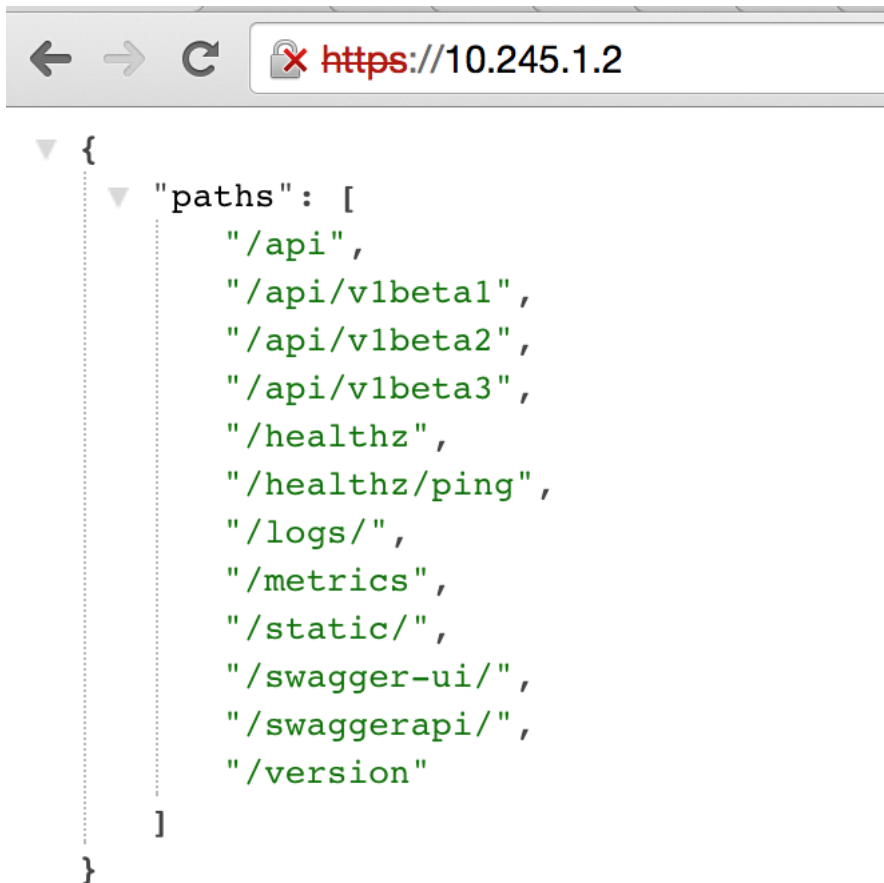 https://10.245.1.2
{
"paths": [
"/api",
"/api/v1beta1",
"/api/v1beta2",
"/api/v1beta3",
"/healthz",
"/healthz/ping",
"/logs/",
"/metrics",
"/static/",
"/swagger-ui/",
"/swaggerapi/",
"/version"
]
}